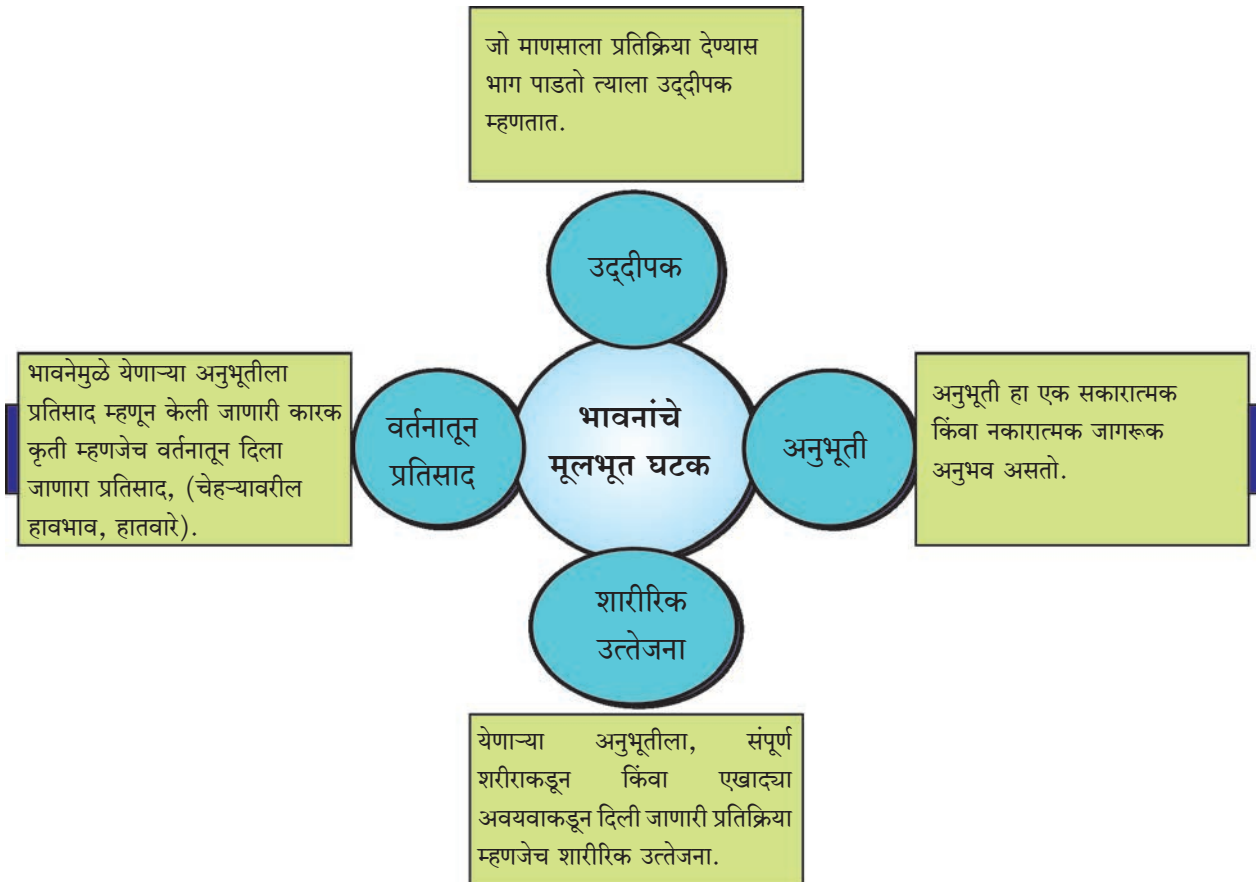 जो माणसाला प्रतिक्रिया देण्यास
भाग पाडतो त्याला उद्‌दीपक
म्हणतात.
उद्‌दीपक
भावनेमुळे येणाऱ्या अनुभूतीला
प्रतिसाद म्हणून केली जाणारी कारक
कृती म्हणजेच वर्तनातून दिला
जाणारा प्रतिसाद, (चेहऱ्यावरील
हावभाव, हातवारे).
वर्तनातून
प्रतिसाद
भावनांचे
मूलभूत घटक
अनुभूती
अनुभूती हा एक सकारात्मक
किंवा नकारात्मक जागरूक
अनुभव असतो.
शारीरिक
उत्तेजना
येणाऱ्या अनुभूतीला, संपूर्ण
शरीराकडून किंवा एखाद्या
अवयवाकडून दिली जाणारी प्रतिक्रिया
म्हणजेच शारीरिक उत्तेजना.